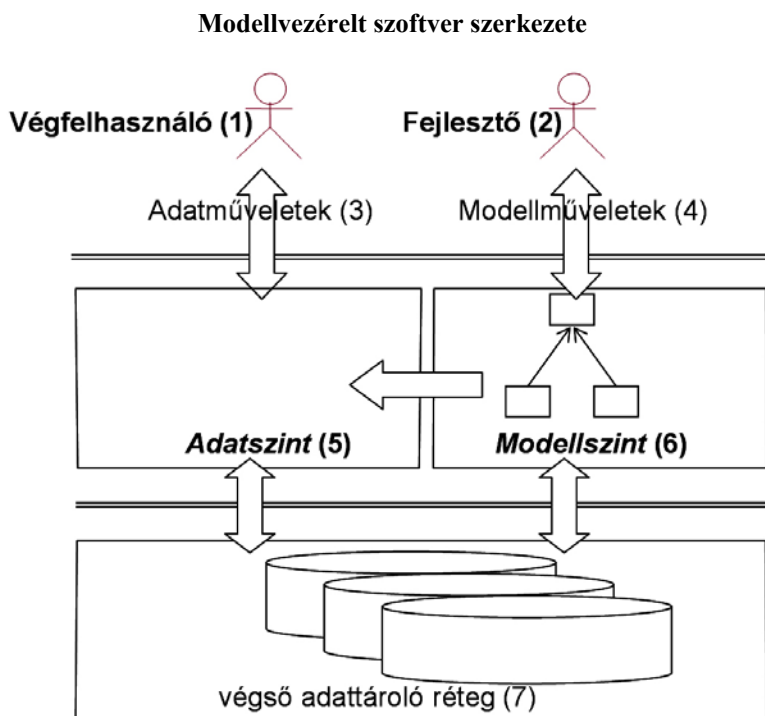 Modellvezérelt szoftver szerkezete
Végfelhasználó (1)
Fejlesztő (2)
Adatműveletek (3)
Modellműveletek (4)
Adatszint (5)
Modellszint (6)
végső adattároló réteg (7)